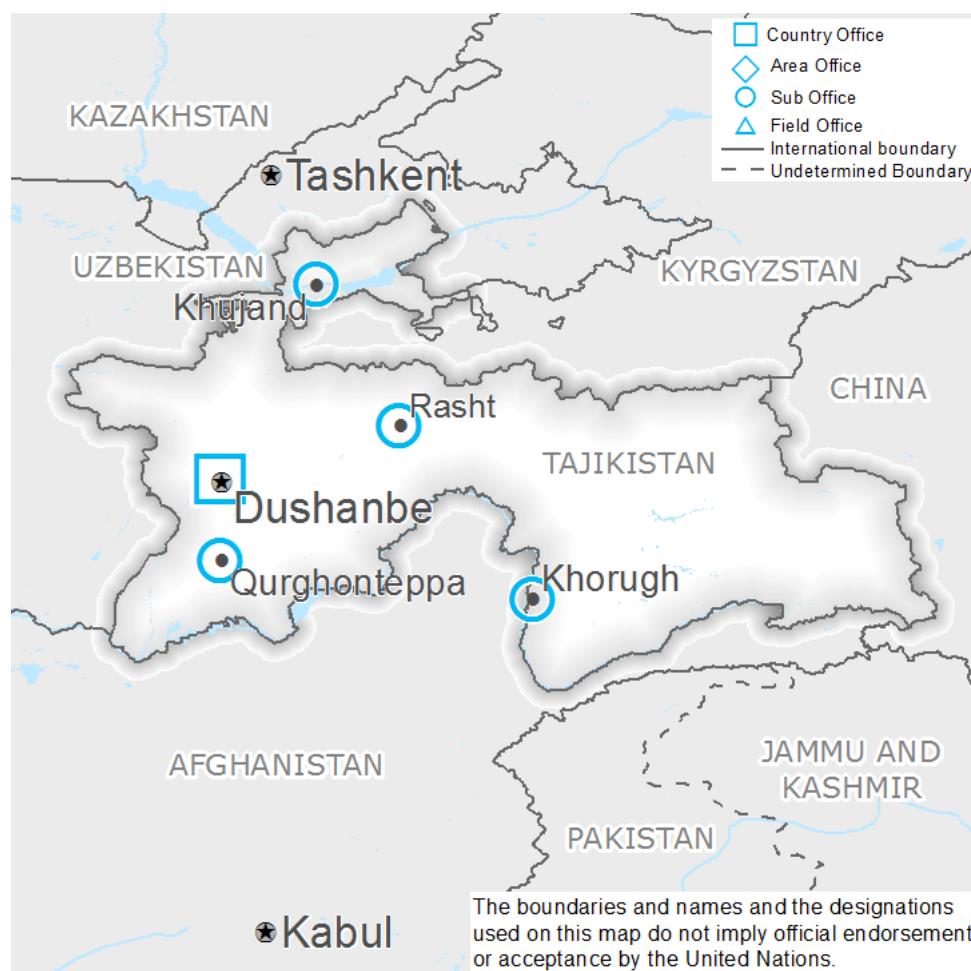 Country Office
Area Office
Sub Office
Field Office
International boundary
Undetermined Boundary
KAZAKHSTAN
Tashkent
UZBEKISTAN
KYRGYZSTAN
Khujand
CHINA
Rasht
TAJIKISTAN
Dushanbe
Qurghonteppa
Khorugh
AFGHANISTAN
JAMMU AND
KASHMIR
PAKISTAN
Kabul
The boundaries and names and the designations
used on this map do not imply official endorsement
or acceptance by the United Nations.